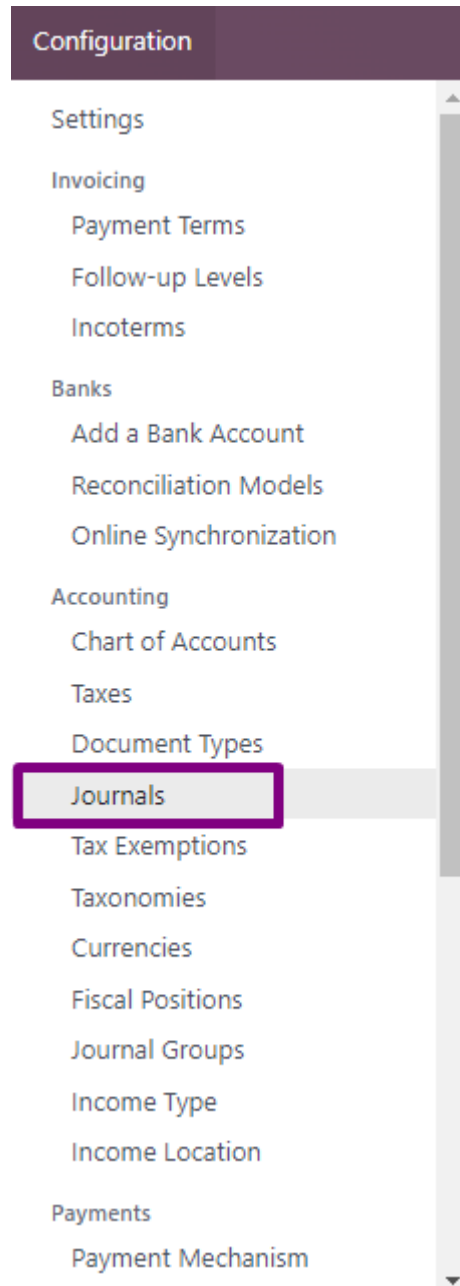 Configuration
Settings
Invoicing
Payment Terms
Follow-up Levels
Incoterms
Banks
Add a Bank Account
Reconciliation Models
Online Synchronization
Accounting
Chart of Accounts
Taxes
Document Types
Journals
Tax Exemptions
Taxonomies
Currencies
Fiscal Positions
Journal Groups
Income Type
Income Location
Payments
Payment Mechanism